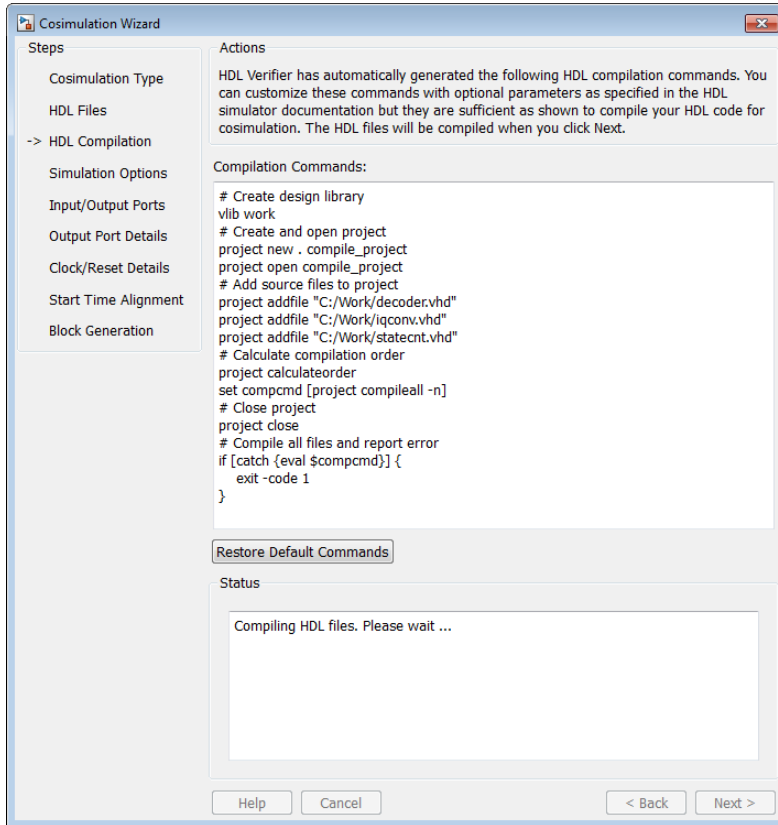 Cosimulation Wizard
Steps
Cosimulation Type
HDL Files
-> HDL Compilation
Simulation Options
Input/Output Ports
Output Port Details
Clock/Reset Details
Start Time Alignment
Block Generation
Actions
HDL Verifier has automatically generated the following HDL compilation commands. You
can customize these commands with optional parameters as specified in the HDL
simulator documentation but they are sufficient as shown to compile your HDL code for
cosimulation. The HDL files will be compiled when you click Next.
Compilation Commands:
# Create design library
vlib work
# Create and open project
project new . compile_project
project open compile_project
# Add source files to project
project addfile "C:/Work/decoder.vhd"
project addfile "C:/Work/iqconv.vhd"
project addfile "C:/Work/statecnt.vhd"
# Calculate compilation order
project calculateorder
set compcmd [project compileall -n]
# Close project
project close
# Compile all files and report error
if [catch {eval $compcmd}] {
exit -code 1
}
Restore Default Commands
Status
Compiling HDL files. Please wait ...
Help Cancel < Back Next >